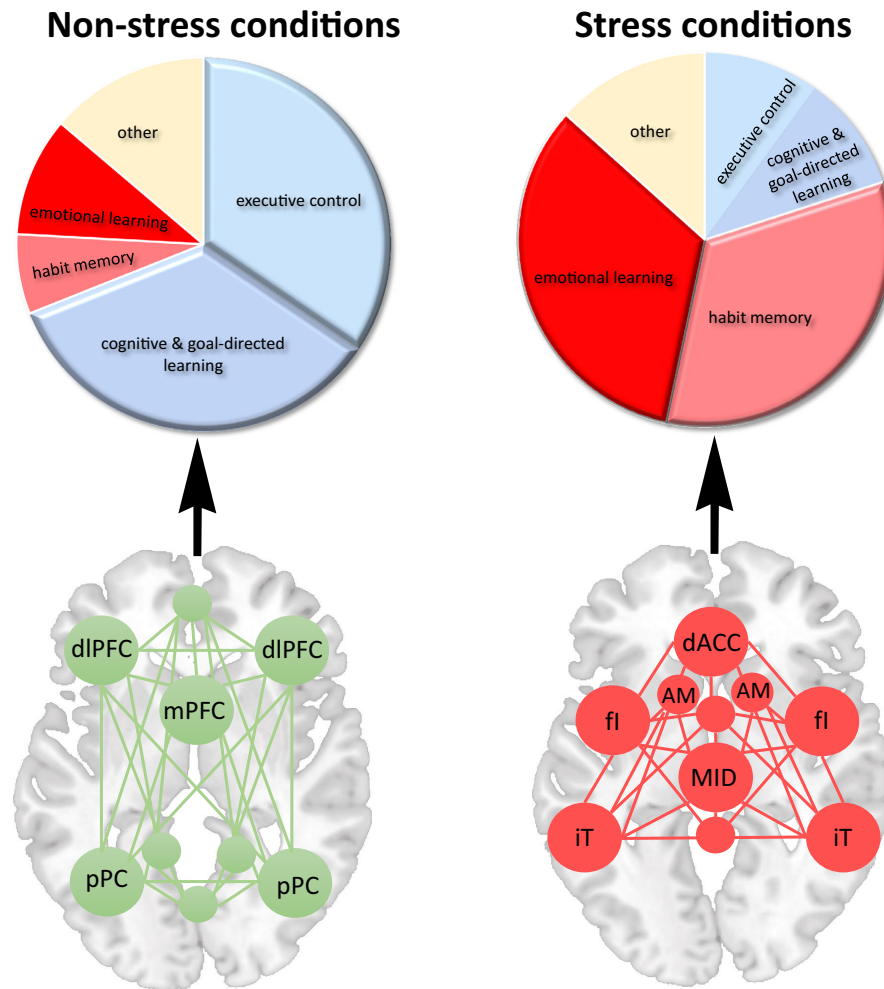 Non-stress conditions
other
executive control
emotional learning
habit memory
cognitive & goal-directed
learning
dlPFC
dlPFC
mPFC
pPC
pPC
Stress conditions
other
executive control
cognitive &
goal-directed
learning
emotional learning
habit memory
dACC
AM
AM
fI
fI
MID
iT
iT